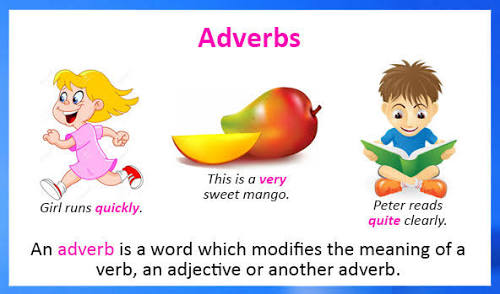 Adverbs
Girl runs quickly.
This is a very
sweet mango.
Peter reads
quite clearly.
An adverb is a word which modifies the meaning of a
verb, an adjective or another adverb.